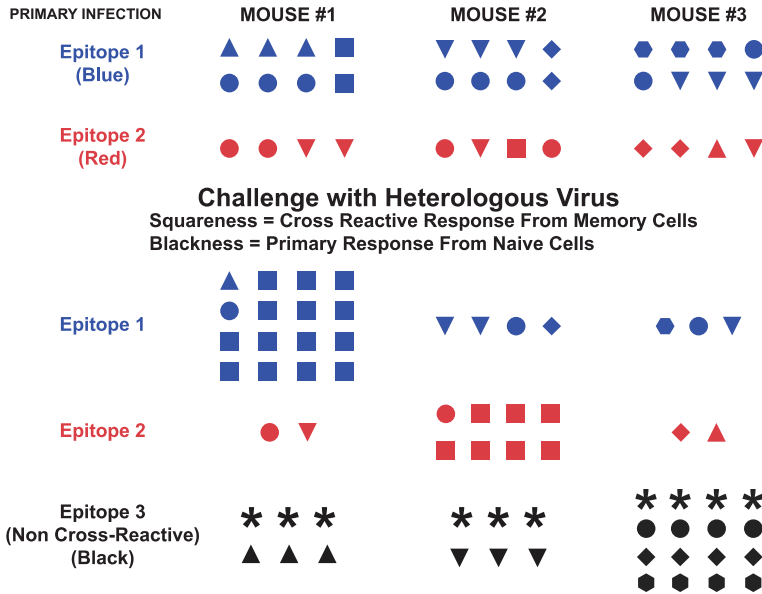 PRIMARY INFECTION MOUSE #1 MOUSE #2 MOUSE #3
Epitope 1
(Blue)
Epitope 2
(Red)
Challenge with Heterologous Virus
Squareness = Cross Reactive Response From Memory Cells
Blackness = Primary Response From Naive Cells
Epitope 1
Epitope 2
Epitope 3
(Non Cross-Reactive)
(Black)